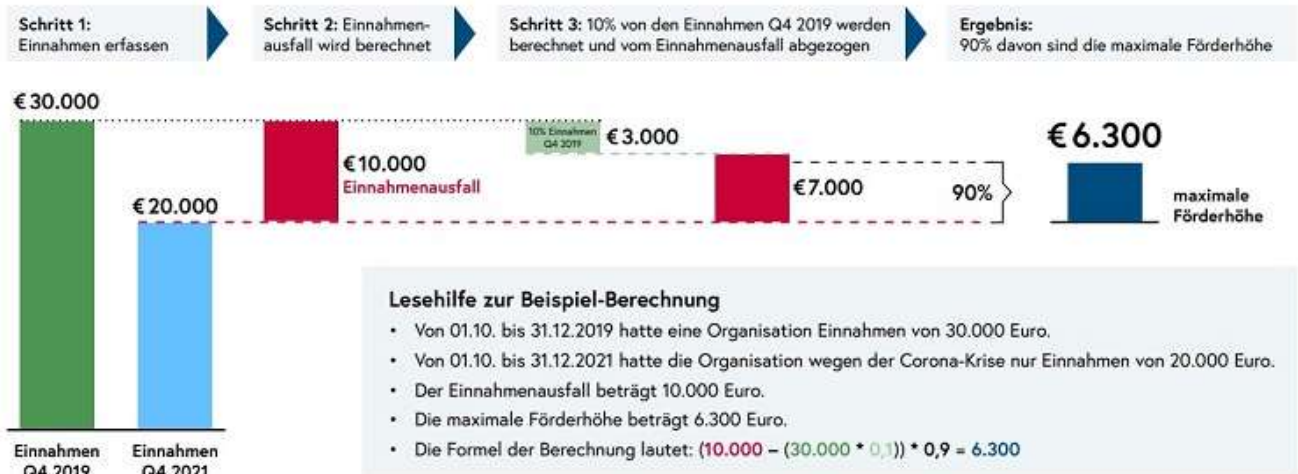 Schritt 1:
Einnahmen erfassen
Schritt 2: Einnahmen-
ausfall wird berechnet
Schritt 3: 10% von den Einnahmen Q4 2019 werden
berechnet und vom Einnahmenausfall abgezogen
Ergebnis:
90% davon sind die maximale Förderhöhe
€ 30.000
€ 20.000
€ 10.000
Einnahmenausfall
10% Einnahmen
Q4 2019
€ 3.000
€ 7.000
90%
€ 6.300
maximale
Förderhöhe
Einnahmen
Q4 2019
Einnahmen
Q4 2021
Lesehilfe zur Beispiel-Berechnung
• Von 01.10. bis 31.12.2019 hatte eine Organisation Einnahmen von 30.000 Euro.
• Von 01.10. bis 31.12.2021 hatte die Organisation wegen der Corona-Krise nur Einnahmen von 20.000 Euro.
• Der Einnahmenausfall beträgt 10.000 Euro.
• Die maximale Förderhöhe beträgt 6.300 Euro.
• Die Formel der Berechnung lautet: (10.000 – (30.000 * 0,1)) * 0,9 = 6.300